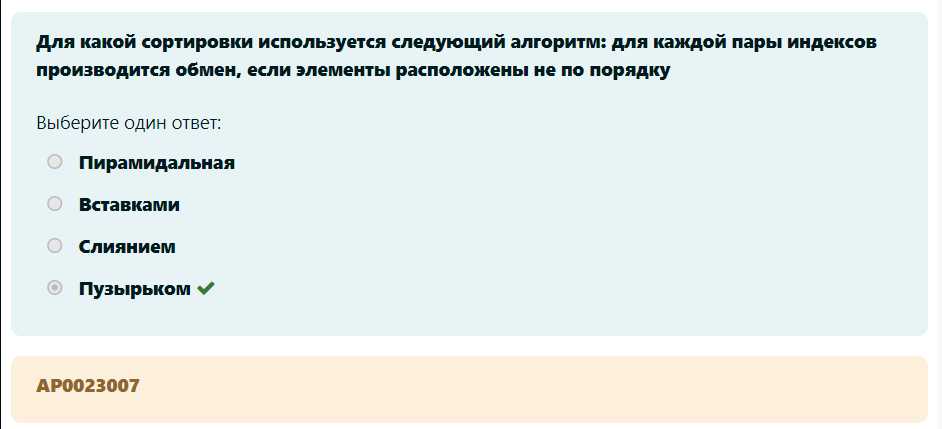 Для какой сортировки используется следующий алгоритм: для каждой пары индексов
производится обмен, если элементы расположены не по порядку
Выберите один ответ:
Пирамидальная
Вставками
Слиянием
Пузырьком
AP0023007